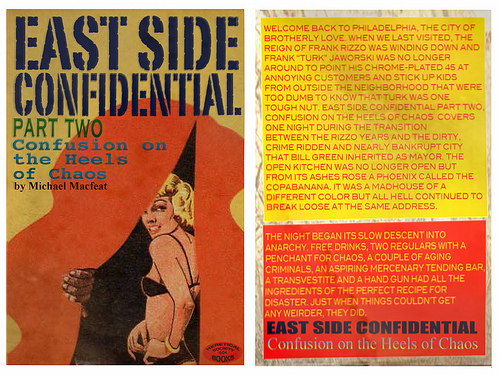 EAST SIDE
CONFIDENTIAL
PART TWO
Confusion on
the Heels
of Chaos
by Michael Macfeat
BOOKS
WELCOME BACK TO PHILADELPHIA, THE CITY OF
BROTHERLY LOVE. WHEN WE LAST VISITED, THE
REIGN OF FRANK RIZZO WAS WINDING DOWN AND
FRANK "TURK" JAWORSKI WAS NO LONGER
AROUND TO POINT HIS CHROME-PLATED 45 AT
ANNOYING CUSTOMERS AND STICK UP KIDS
FROM OUTSIDE THE NEIGHBORHOOD THAT WERE
TOO DUMB TO KNOW THAT TURK WAS ONE
TOUGH NUT. EAST SIDE CONFIDENTIAL PART TWO,
CONFUSION ON THE HEELS OF CHAOS COVERS
ONE NIGHT DURING THE TRANSITION
BETWEEN THE RIZZO YEARS AND THE DIRTY,
CRIME RIDDEN AND NEARLY BANKRUPT CITY
THAT BILL GREEN INHERITED AS MAYOR. THE
OPEN KITCHEN WAS NO LONGER OPEN BUT
FROM ITS ASHES ROSE A PHOENIX CALLED THE
COPABANANA. IT WAS A MADHOUSE OF A
DIFFERENT COLOR BUT ALL HELL CONTINUED TO
BREAK LOOSE AT THE SAME ADDRESS.
THE NIGHT BEGAN ITS SLOW DESCENT INTO
ANARCHY. FREE DRINKS, TWO REGULARS WITH A
PENCHANT FOR CHAOS, A COUPLE OF AGING
CRIMINALS, AN ASPIRING MERCENARY TENDING BAR,
A TRANSVESTITE AND A HAND GUN HAD ALL THE
INGREDIENTS OF THE PERFECT RECIPE FOR
DISASTER. JUST WHEN THINGS COULDN'T GET
ANY WEIRDER, THEY DID.
EAST SIDE CONFIDENTIAL
Confusion on the Heels of Chaos